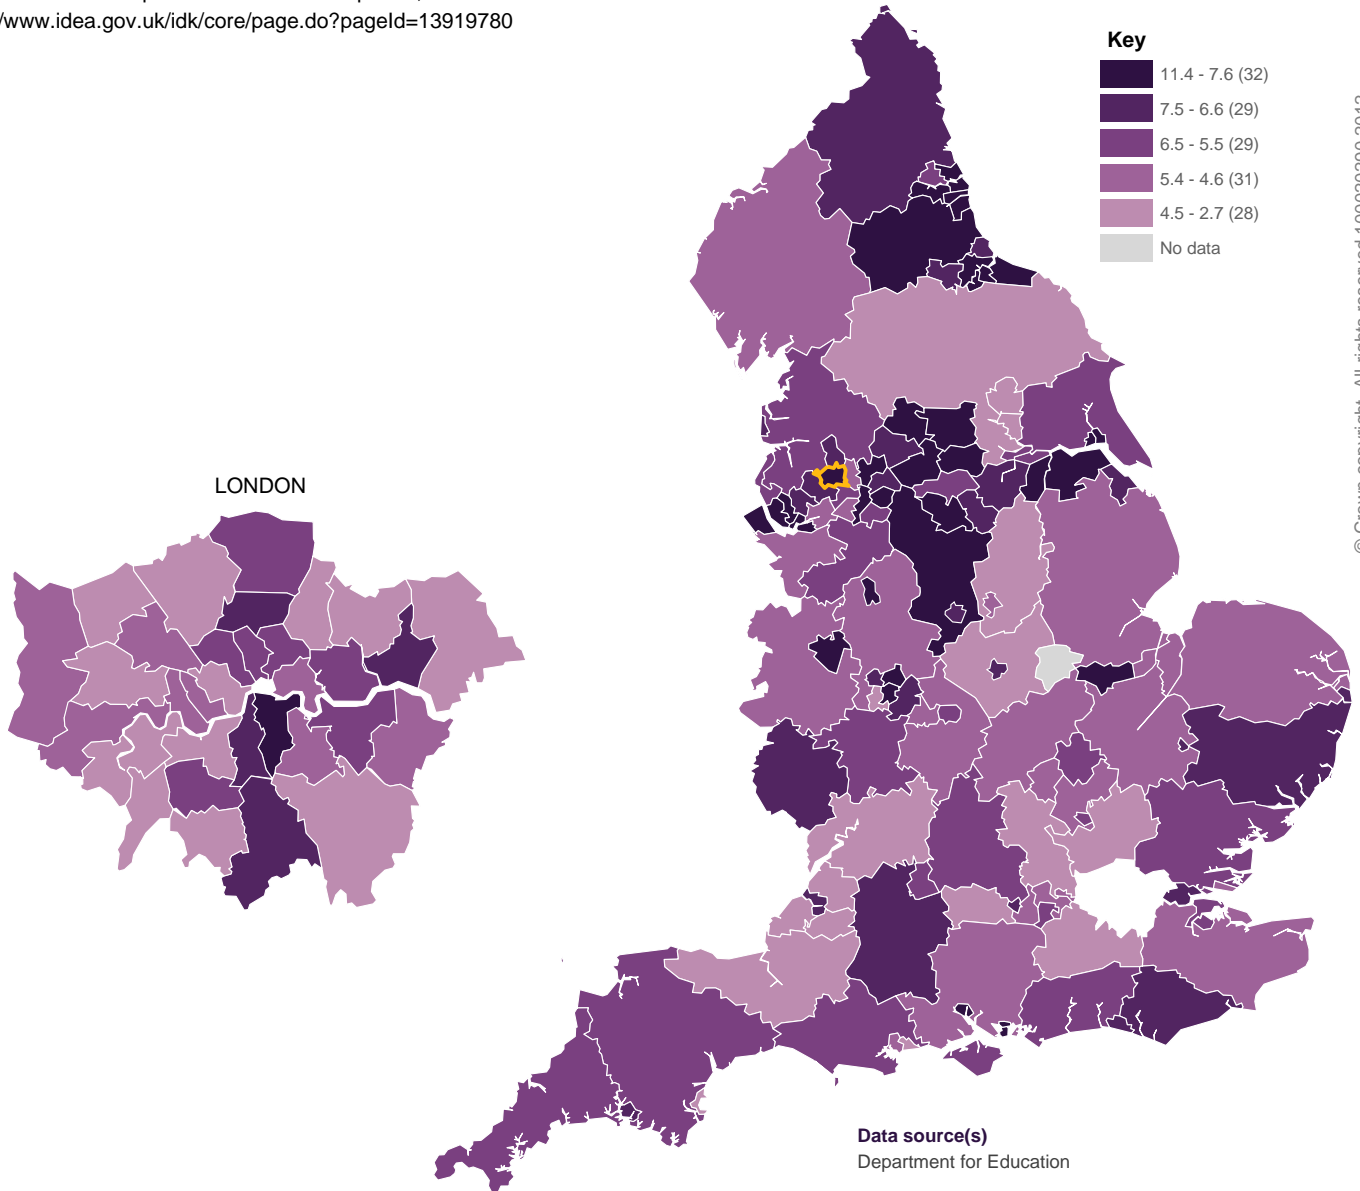 /www.idea.gov.uk/idk/core/page.do?pageId=13919780
Key
11.4 - 7.6 (32)
7.5 - 6.6 (29)
6.5 - 5.5 (29)
5.4 - 4.6 (31)
4.5 - 2.7 (28)
No data
LONDON
Data source(s)
Department for Education